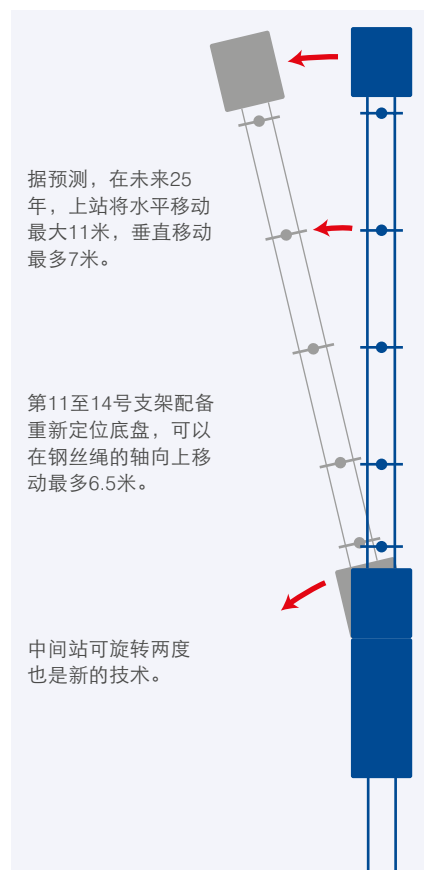 据预测，在未来25
年，上站将水平移动
最大11米，垂直移动
最多7米。
第11至14号支架配备
重新定位底盘，可以
在钢丝绳的轴向上移
动最多6.5米。
中间站可旋转两度
也是新的技术。